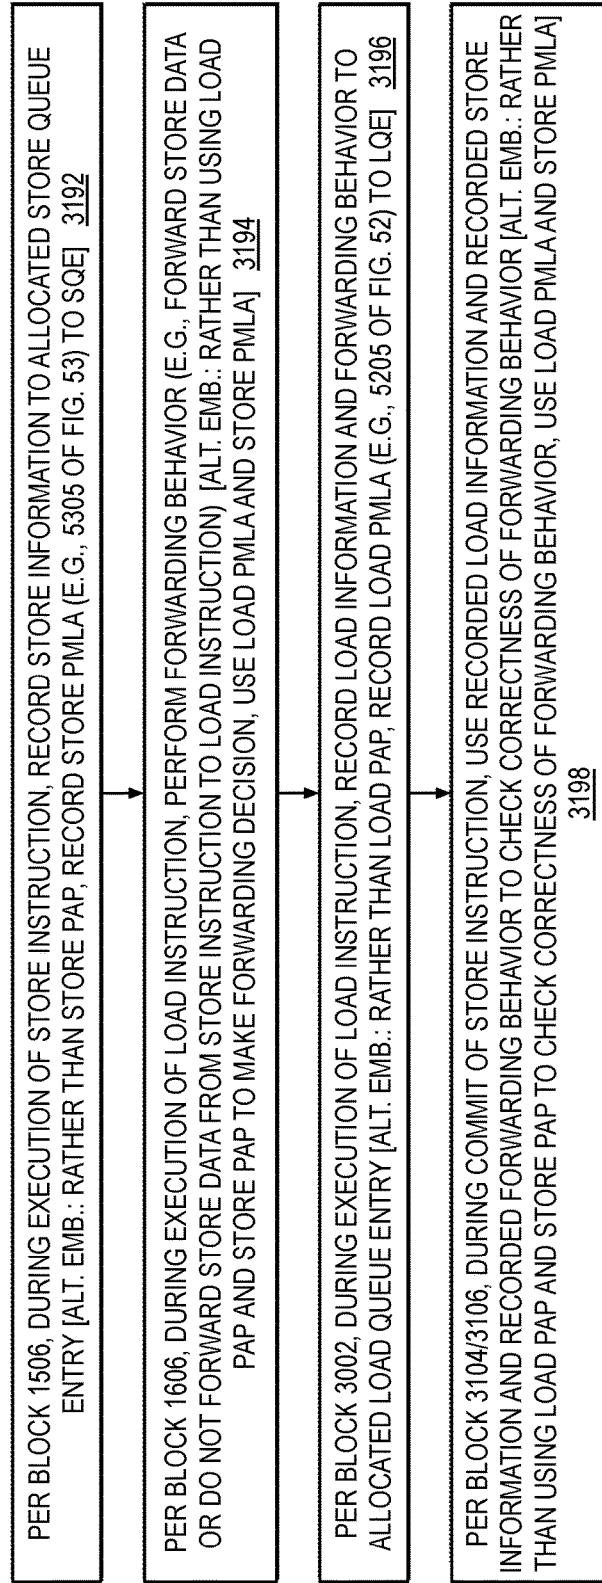 PER BLOCK 1506, DURING EXECUTION OF STORE INSTRUCTION, RECORD STORE INFORMATION TO ALLOCATED STORE QUEUE
ENTRY [ALT. EMB.: RATHER THAN STORE PAP, RECORD STORE PMLA (E.G., 5305 OF FIG. 53) TO SQE] 3192
PER BLOCK 1606, DURING EXECUTION OF LOAD INSTRUCTION, PERFORM FORWARDING BEHAVIOR (E.G., FORWARD STORE DATA
OR DO NOT FORWARD STORE DATA FROM STORE INSTRUCTION TO LOAD INSTRUCTION) [ALT. EMB.: RATHER THAN USING LOAD
PAP AND STORE PAP TO MAKE FORWARDING DECISION, USE LOAD PMLA AND STORE PMLA] 3194
PER BLOCK 3002, DURING EXECUTION OF LOAD INSTRUCTION, RECORD LOAD INFORMATION AND FORWARDING BEHAVIOR TO
ALLOCATED LOAD QUEUE ENTRY [ALT. EMB.: RATHER THAN LOAD PAP, RECORD LOAD PMLA (E.G., 5205 OF FIG. 52) TO LQE] 3196
PER BLOCK 3104/3106, DURING COMMIT OF STORE INSTRUCTION, USE RECORDED LOAD INFORMATION AND RECORDED STORE
INFORMATION AND RECORDED FORWARDING BEHAVIOR TO CHECK CORRECTNESS OF FORWARDING BEHAVIOR [ALT. EMB.: RATHER
THAN USING LOAD PAP AND STORE PAP TO CHECK CORRECTNESS OF FORWARDING BEHAVIOR, USE LOAD PMLA AND STORE PMLA]
3198